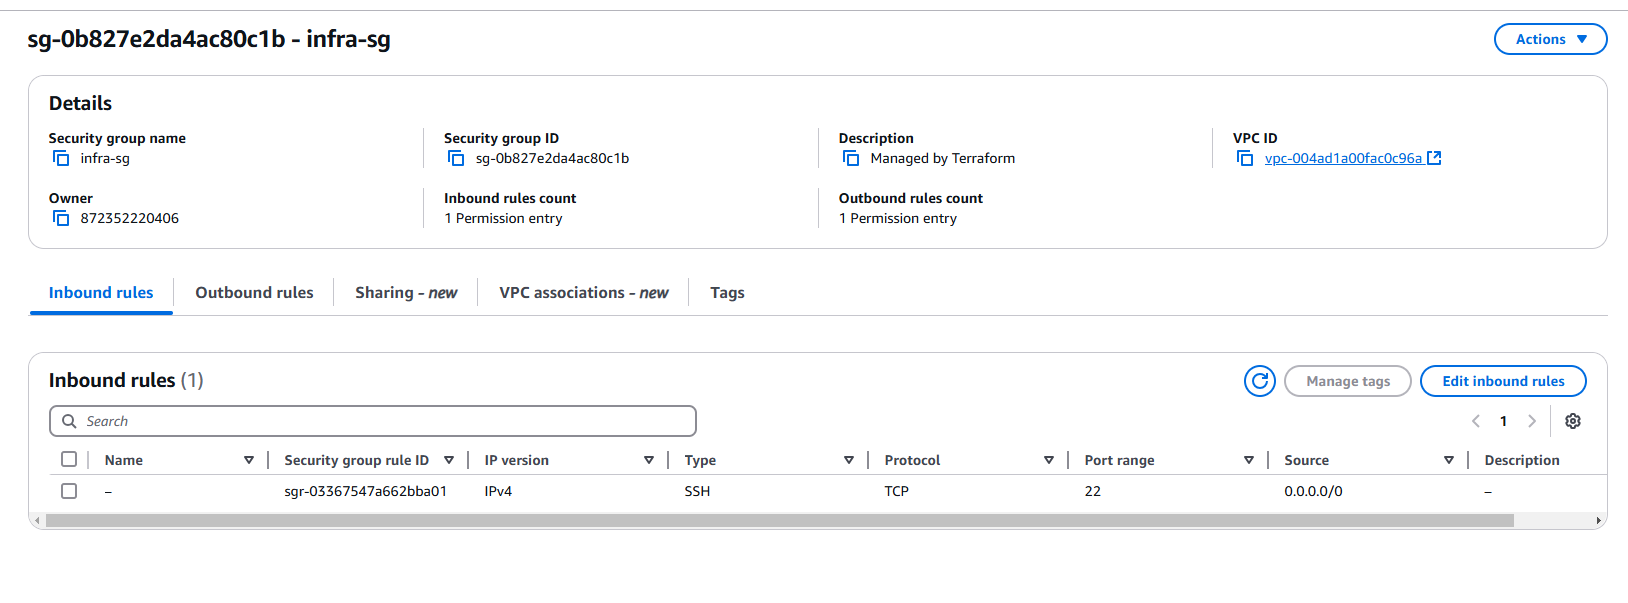 sg-0b827e2da4ac80c1b - infra-sg
Actions
Details
Security group name
infra-sg
Security group ID
sg-0b827e2da4ac80c1b
Description
Managed by Terraform
VPC ID
vpc-004ad1a00fac0c96a
Owner
872352220406
Inbound rules count
1 Permission entry
Outbound rules count
1 Permission entry
Inbound rules Outbound rules Sharing - new VPC associations - new Tags
Inbound rules (1)
Manage tags
Edit inbound rules
Search
1
Name Security group rule ID IP version Type Protocol Port range Source Description
– sgr-03367547a662bba01 IPv4 SSH TCP 22 0.0.0.0/0 –